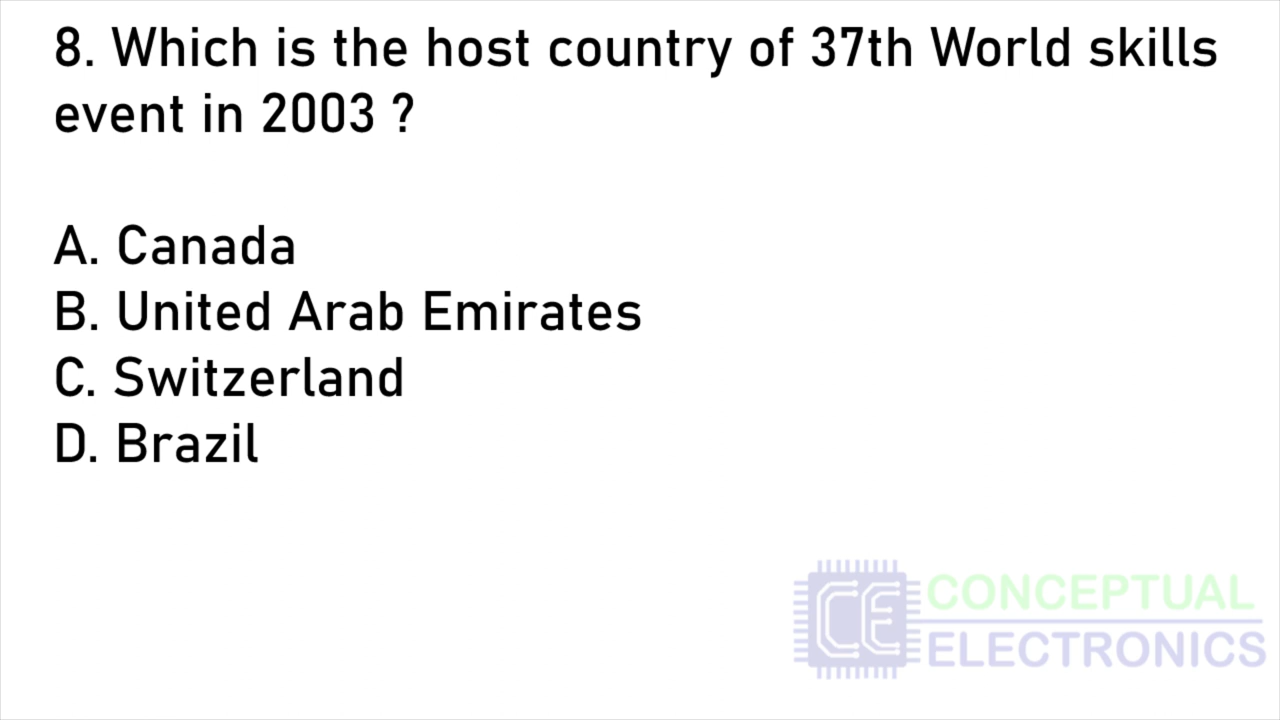 8. Which is the host country of 37th World skills
event in 2003 ?
A. Canada
B. United Arab Emirates
C. Switzerland
D. Brazil
CE CONCEPTUAL
ELECTRONICS